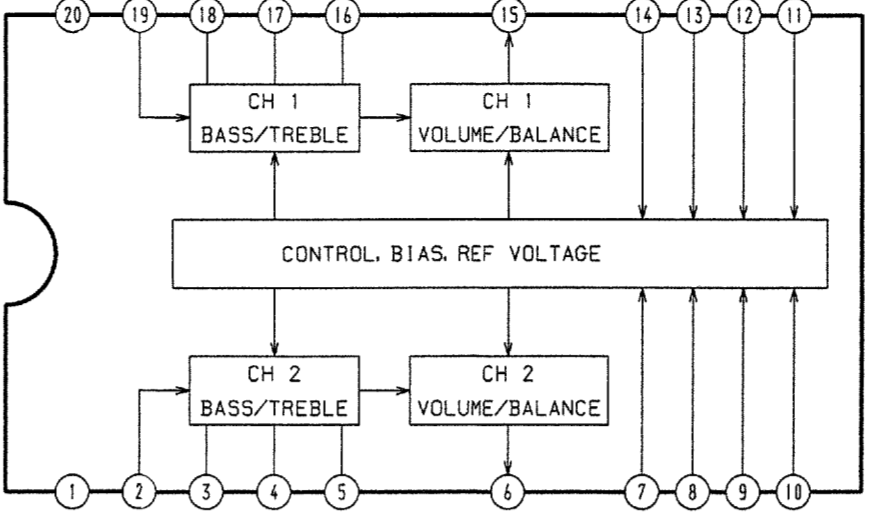 20 19 18 17 16 15 14 13 12 11
CH 1
BASS/TREBLE
CH 1
VOLUME/BALANCE
CONTROL. BIAS. REF VOLTAGE
CH 2
BASS/TREBLE
CH 2
VOLUME/BALANCE
1 2 3 4 5 6 7 8 9 10